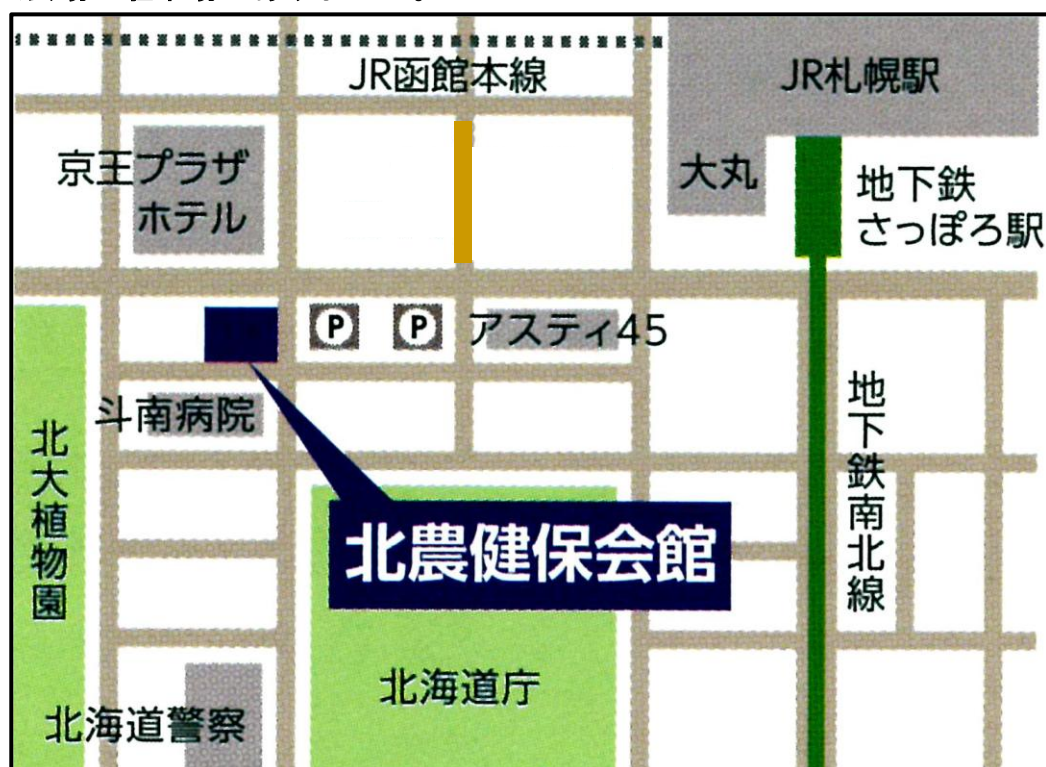 JR函館本線
JR札幌駅
京王プラザ
ホテル
大丸
地下鉄
さっぽろ駅
P
P
アスティ45
斗南病院
北大植物園
地下鉄南北線
北農健保会館
北海道庁
北海道警察